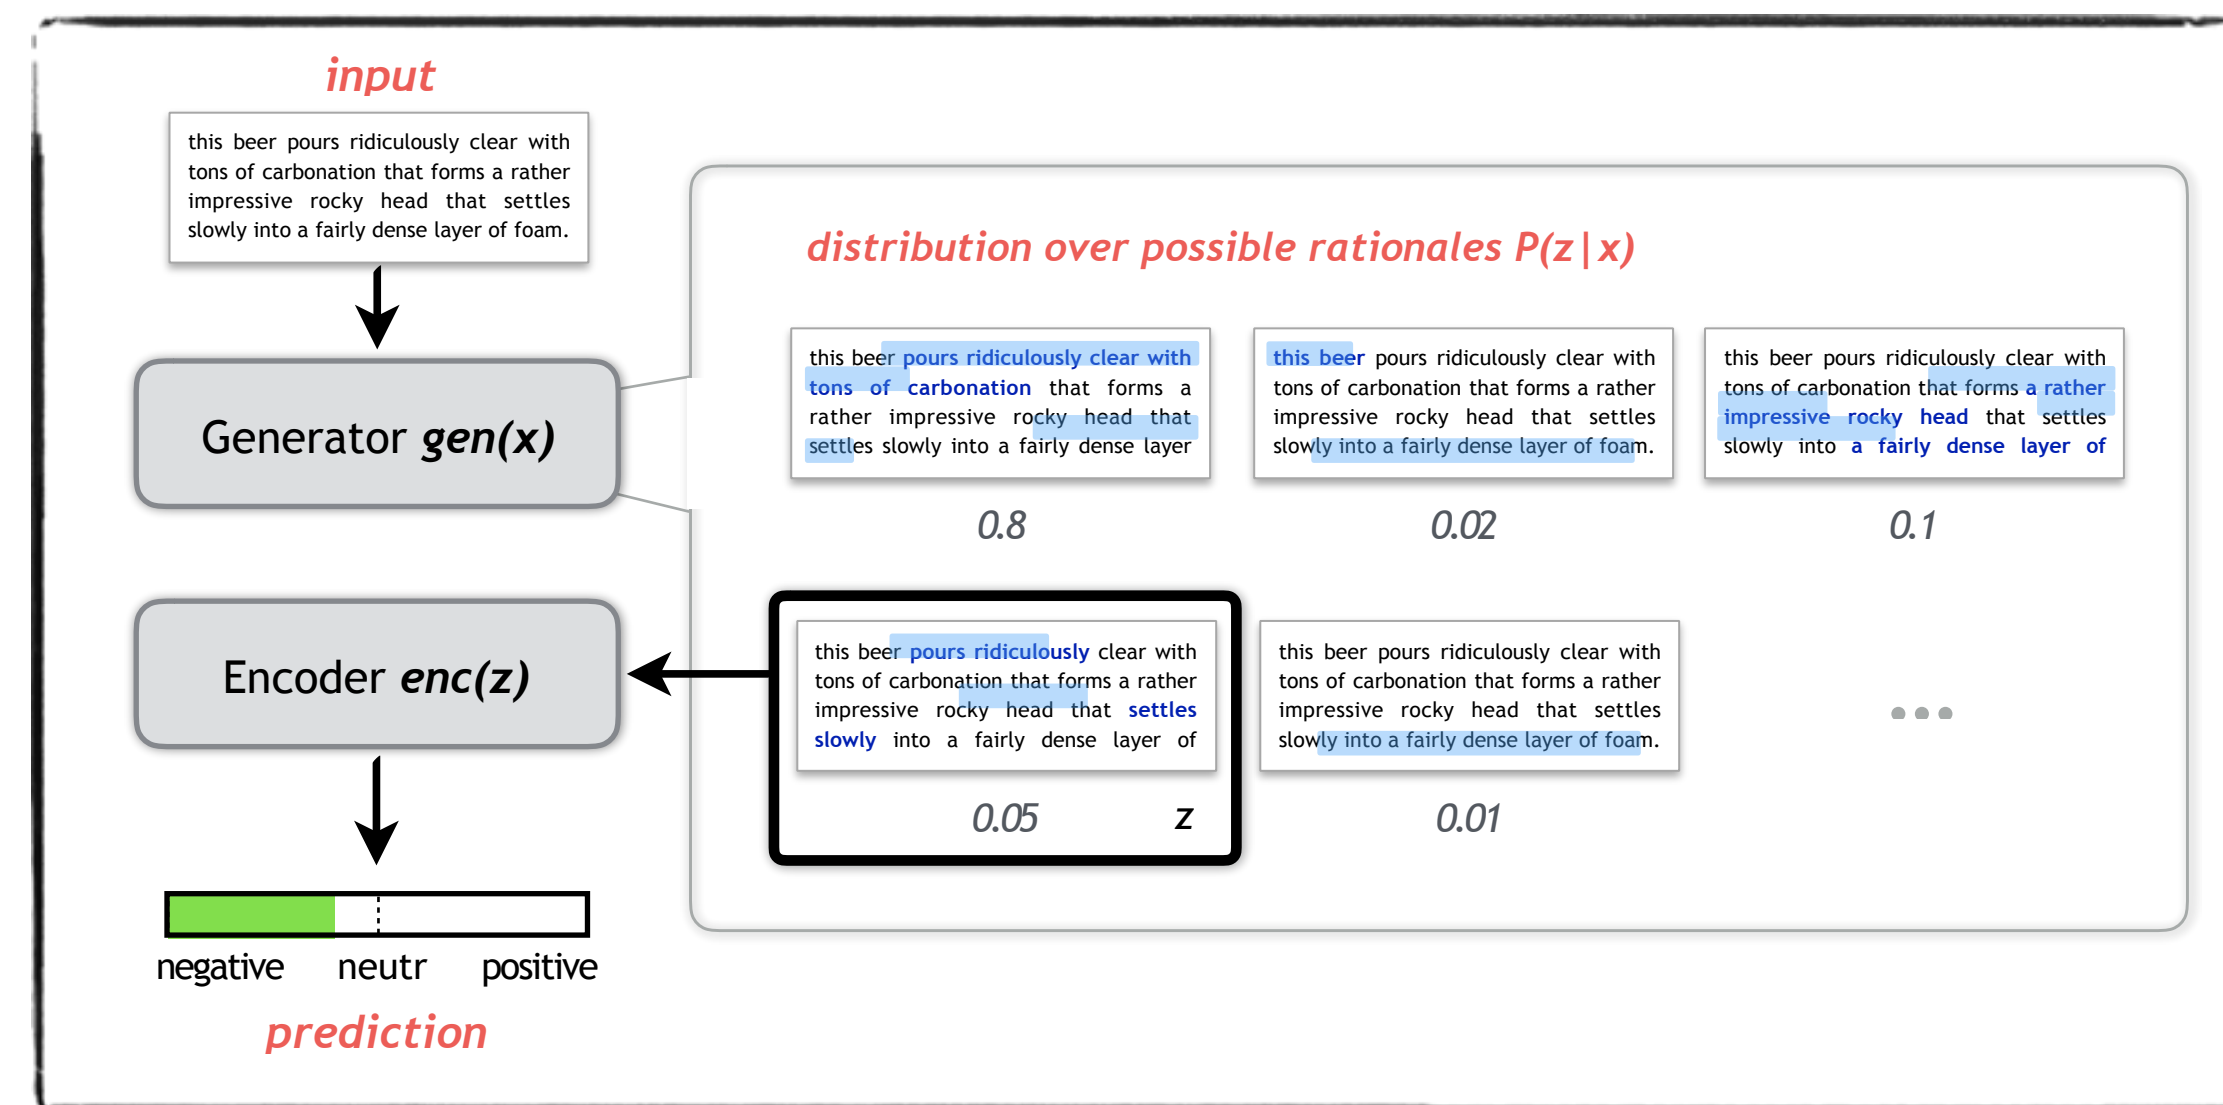 input
this beer pours ridiculously clear with
tons of carbonation that forms a rather
impressive rocky head that settles
slowly into a fairly dense layer of foam.
Generator gen(x)
distribution over possible rationales P(z|x)
this beer pours ridiculously clear with
tons of carbonation that forms a
rather impressive rocky head that
settles slowly into a fairly dense layer
0.8
this beer pours ridiculously clear with
tons of carbonation that forms a rather
impressive rocky head that settles
slowly into a fairly dense layer of foam.
0.02
this beer pours ridiculously clear with
tons of carbonation that forms a rather
impressive rocky head that settles
slowly into a fairly dense layer of
0.1
Encoder enc(z)
this beer pours ridiculously clear with
tons of carbonation that forms a rather
impressive rocky head that settles
slowly into a fairly dense layer of
0.05 z
this beer pours ridiculously clear with
tons of carbonation that forms a rather
impressive rocky head that settles
slowly into a fairly dense layer of foam.
0.01
...
negative neutr positive
prediction